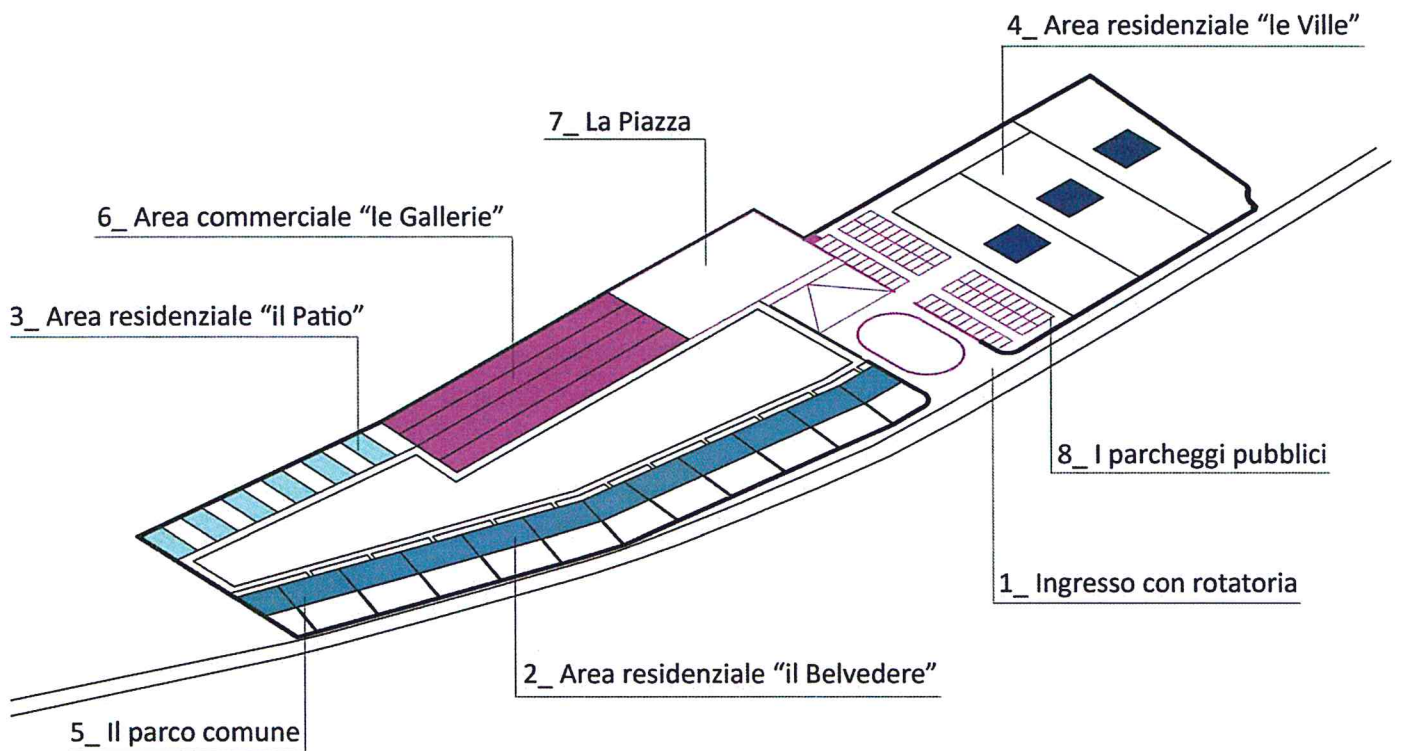 4_ Area residenziale “le Ville”
7_ La Piazza
6_ Area commerciale “le Gallerie”
3_ Area residenziale “il Patio”
8_ I parcheggi pubblici
1_ Ingresso con rotatoria
2_ Area residenziale “il Belvedere”
5_ Il parco comune